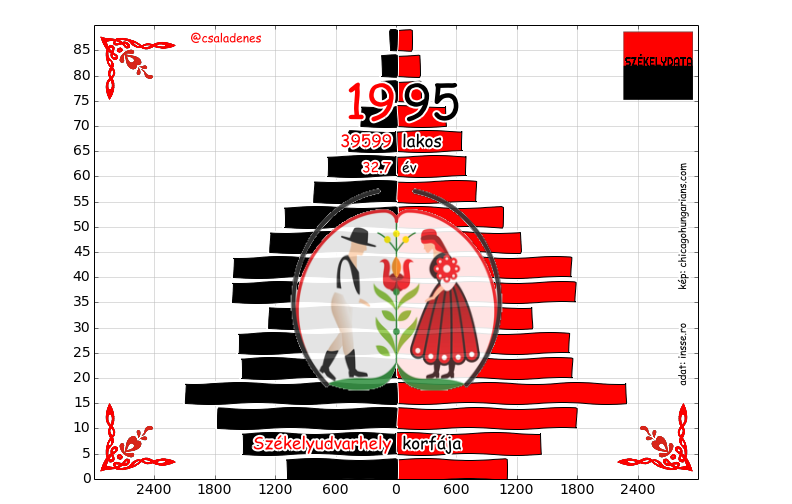 @csaladenes
SZÉKELYDATA
1995
39599 lakos
32.7 év
kép: chicagohungarians.com
adat: insse.ro
Székelyudvarhely korfája
85
80
75
70
65
60
55
50
45
40
35
30
25
20
15
10
5
0
2400 1800 1200 600 0 600 1200 1800 2400